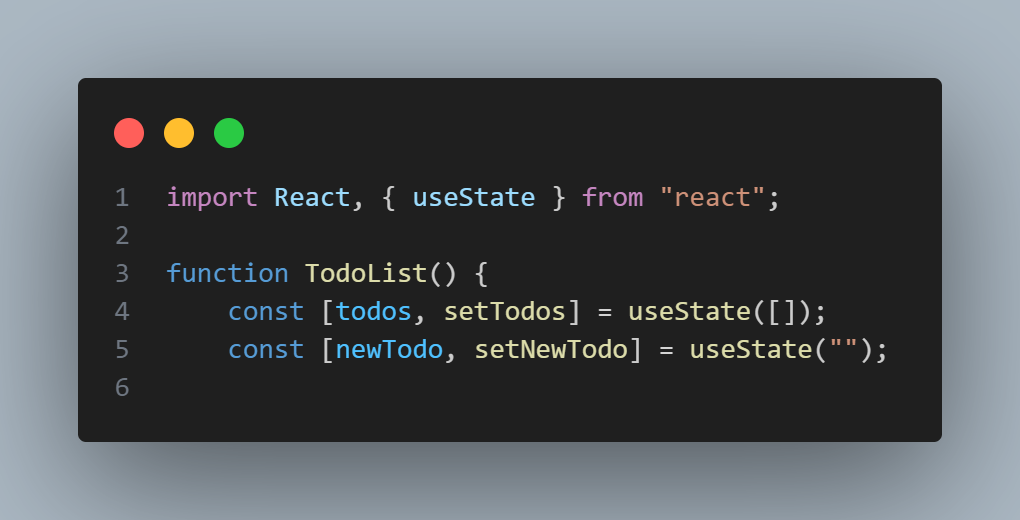 1 import React, { useState } from "react";
2
3 function TodoList() {
4     const [todos, setTodos] = useState([]);
5     const [newTodo, setNewTodo] = useState("");
6